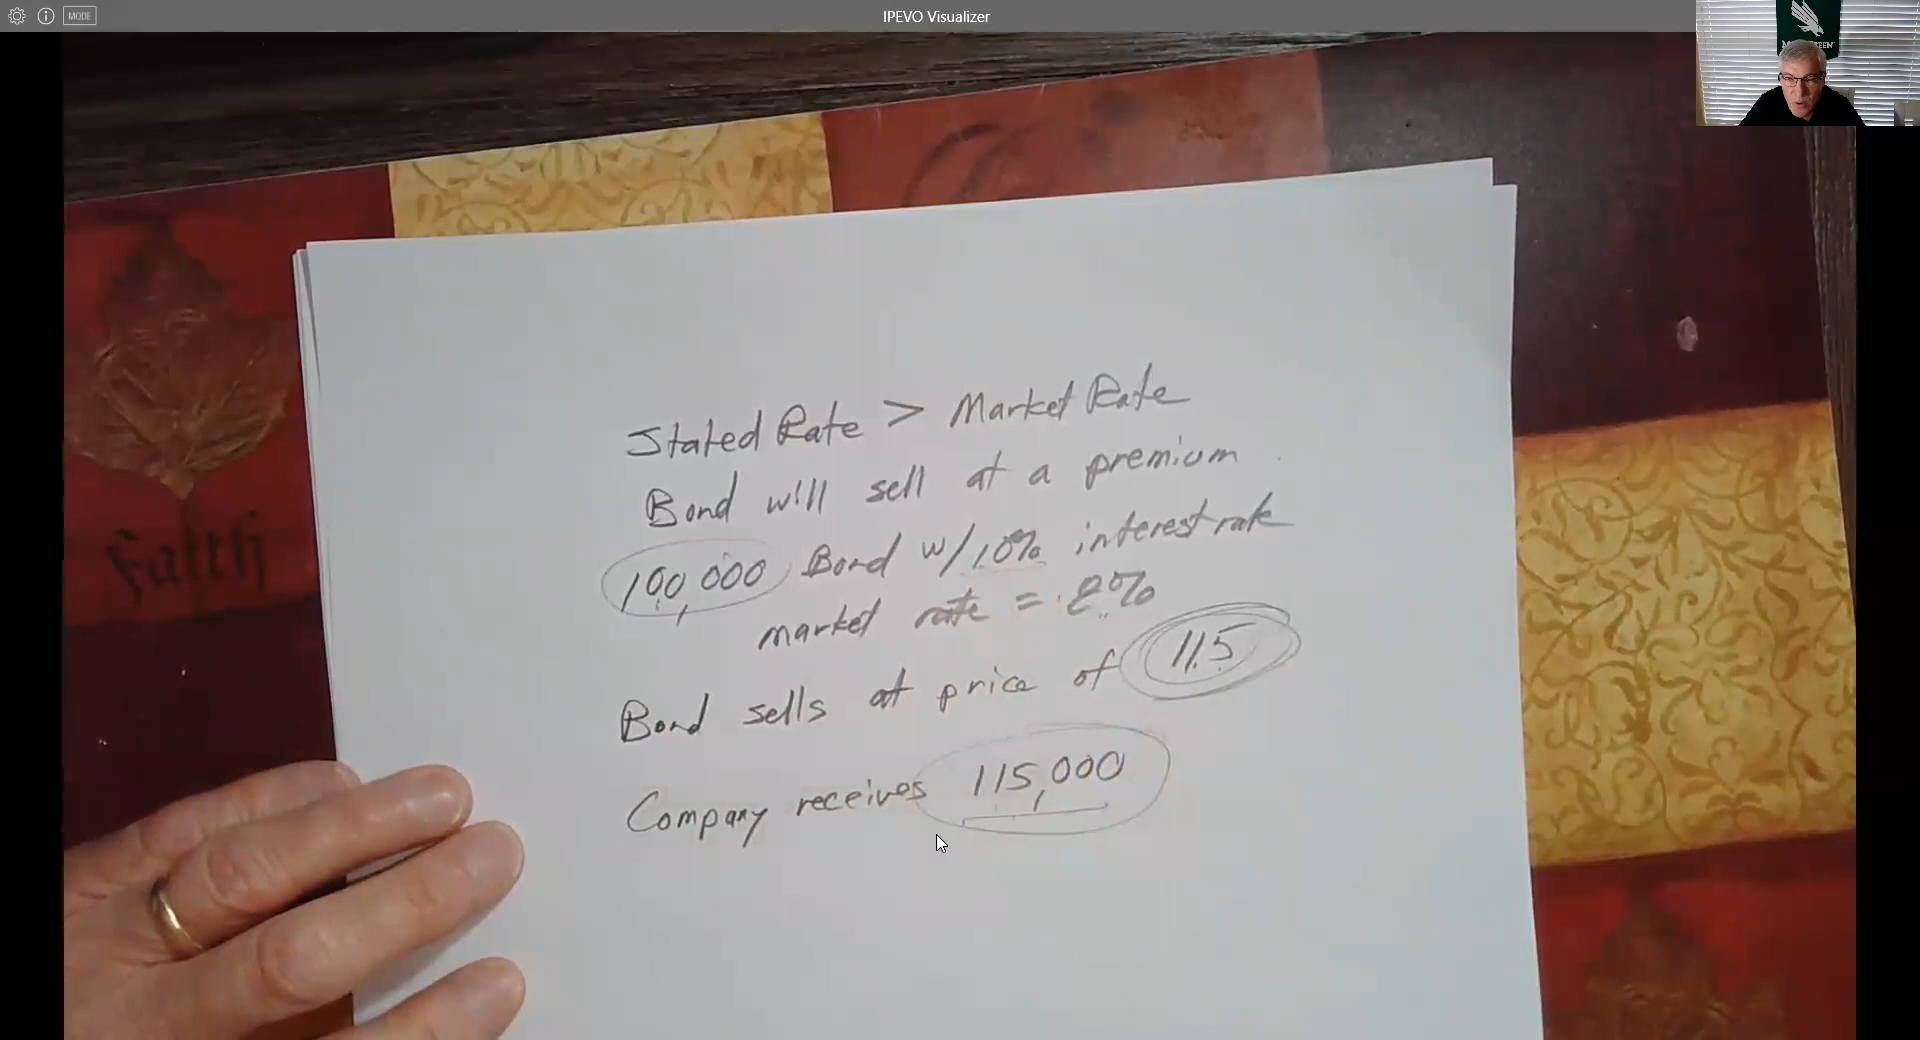 MODE
IPEVO Visualizer
Stated Rate > Market Rate
Bond will sell at a premium
100,000 Bond w/ 10% interest rate
market rate = 8%
Bond sells at price of 115
Company receives 115,000
Faith